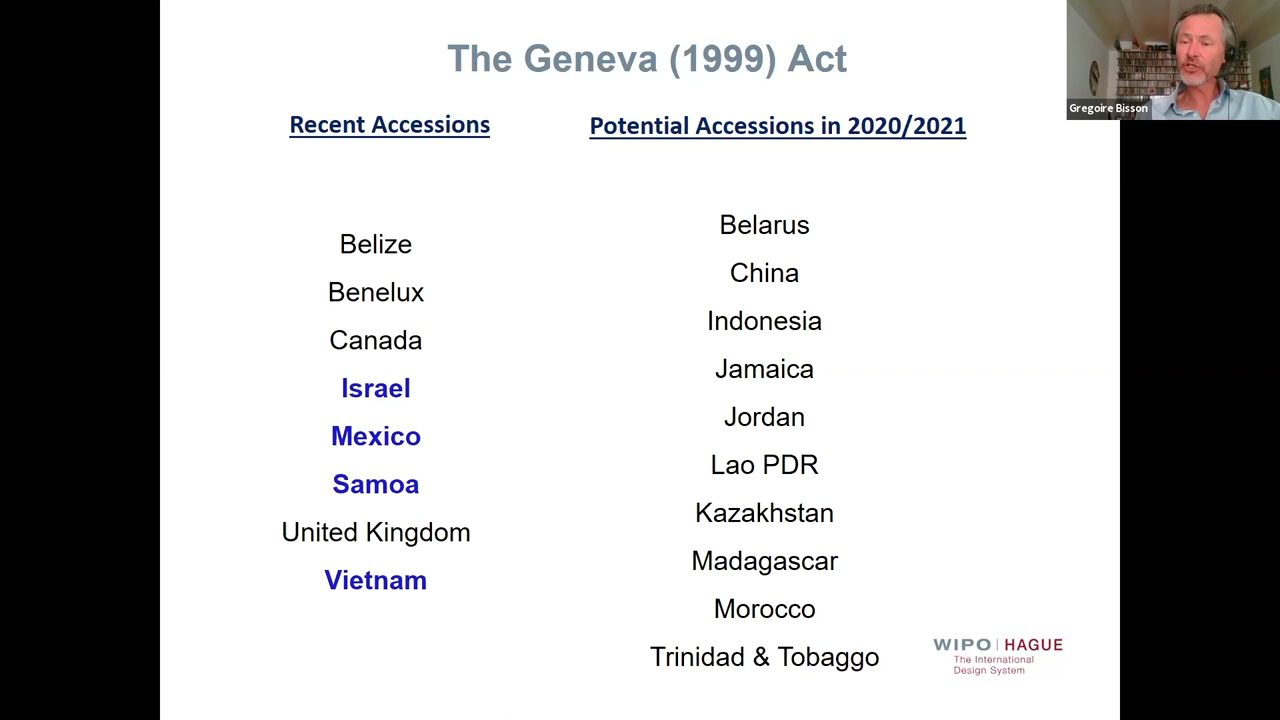 The Geneva (1999) Act
Gregoire Bisson
Recent Accessions
Potential Accessions in 2020/2021
Belize
Benelux
Canada
Israel
Mexico
Samoa
United Kingdom
Vietnam
Belarus
China
Indonesia
Jamaica
Jordan
Lao PDR
Kazakhstan
Madagascar
Morocco
Trinidad & Tobaggo
WIPO | HAGUE
The International
Design System